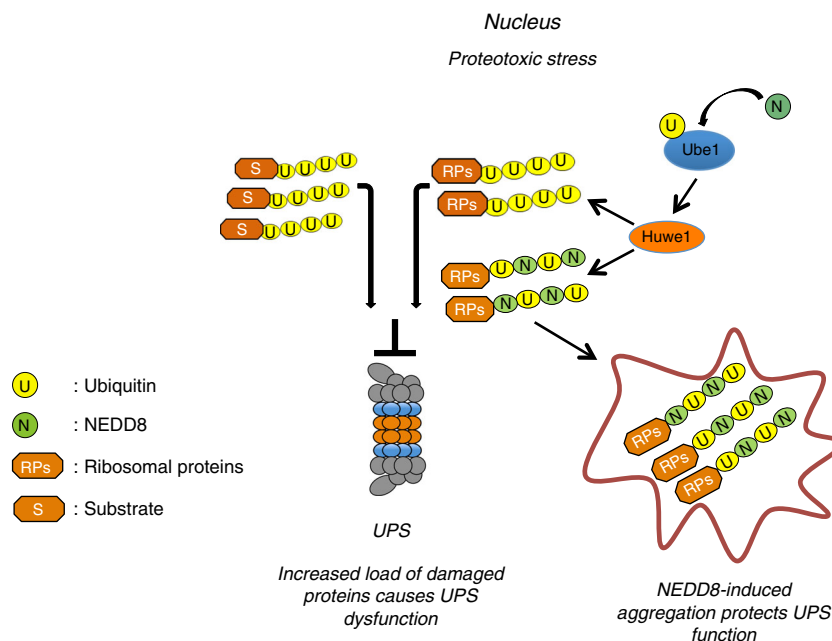 Nucleus
Proteotoxic stress
N
U
Ube1
Huwe1
S U U U U
S U U U U
S U U U U
RPs U U U U
RPs U U U U
RPs U N U N
RPs N U N U
U : Ubiquitin
N : NEDD8
RPs : Ribosomal proteins
S : Substrate
UPS
Increased load of damaged
proteins causes UPS
dysfunction
RPs N U N U
RPs U N U N
RPs U N U N
NEDD8-induced
aggregation protects UPS
function